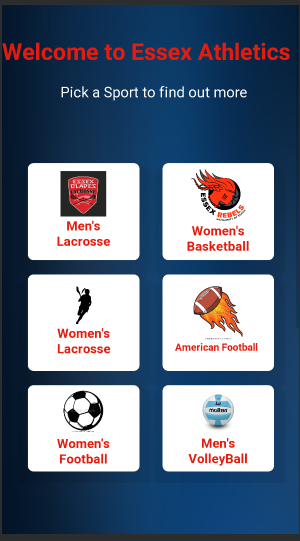 Welcome to Essex Athletics
Pick a Sport to find out more
ESSEX
BLADES
LACROSSE
Men's
Lacrosse
ESSEX REBELS
Women's
Basketball
Women's
Lacrosse
American Football
Women's
Football
molten
Men's
VolleyBall